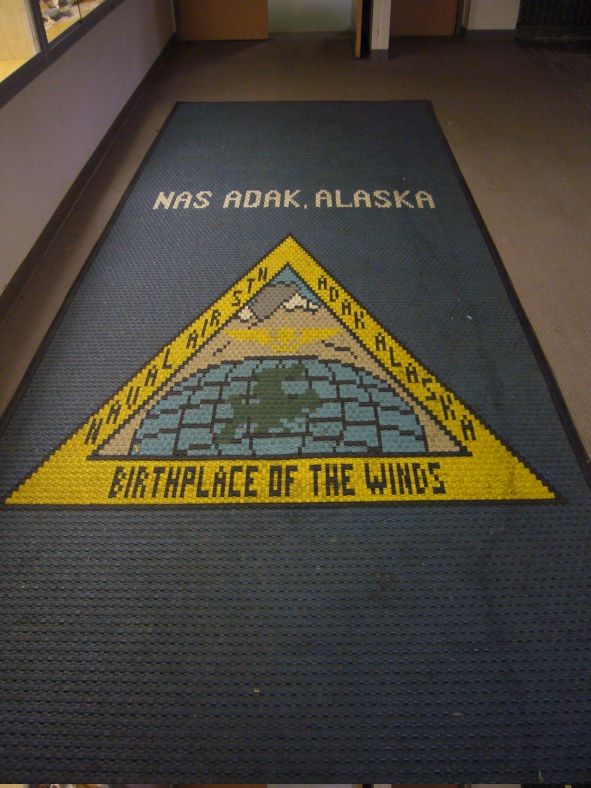 NAS ADAK, ALASKA
NAVAL AIR STN
ADAK ALASKA
BIRTHPLACE OF THE WINDS